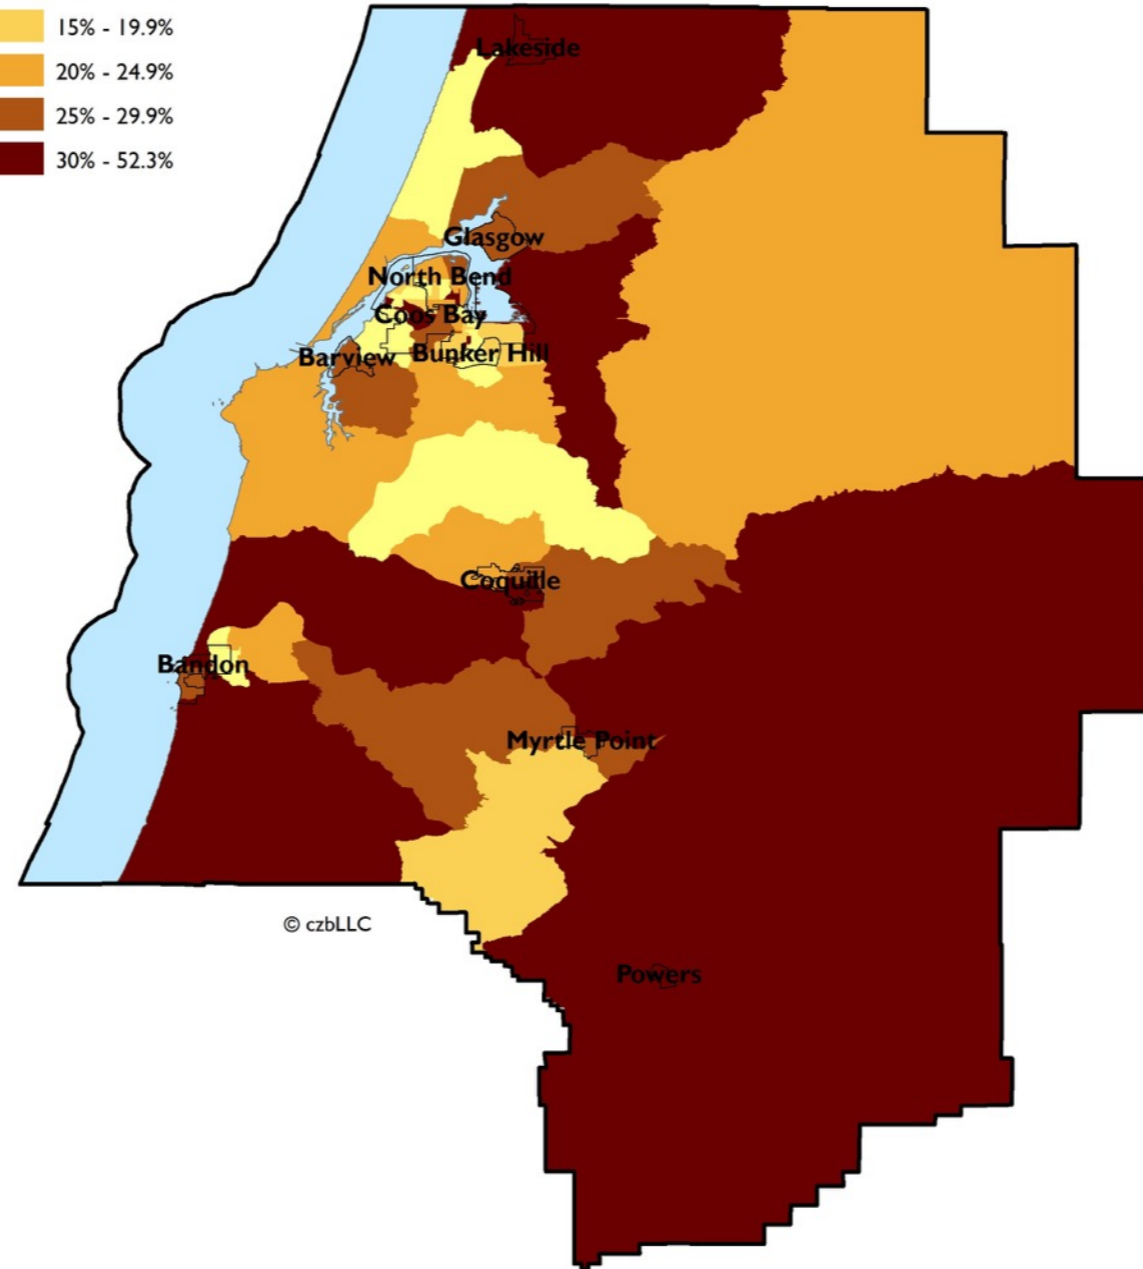 15% - 19.9%
20% - 24.9%
25% - 29.9%
30% - 52.3%
Lakeside
Glasgow
North Bend
Coos Bay
Barview
Bunker Hill
Coquille
Bandon
Myrtle Point
© czbLLC
Powers